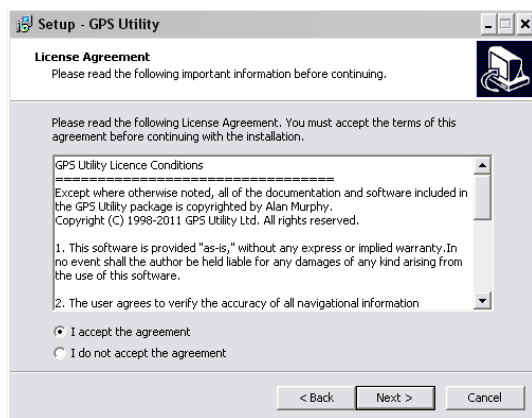 Setup - GPS Utility
License Agreement
Please read the following important information before continuing.
Please read the following License Agreement. You must accept the terms of this
agreement before continuing with the installation.
GPS Utility Licence Conditions
=================================
Except where otherwise noted, all of the documentation and software included in
the GPS Utility package is copyrighted by Alan Murphy.
Copyright (C) 1998-2011 GPS Utility Ltd. All rights reserved.
1. This software is provided "as-is," without any express or implied warranty.In
no event shall the author be held liable for any damages of any kind arising from
the use of this software.
2. The user agrees to verify the accuracy of all navigational information
I accept the agreement
I do not accept the agreement
< Back
Next >
Cancel